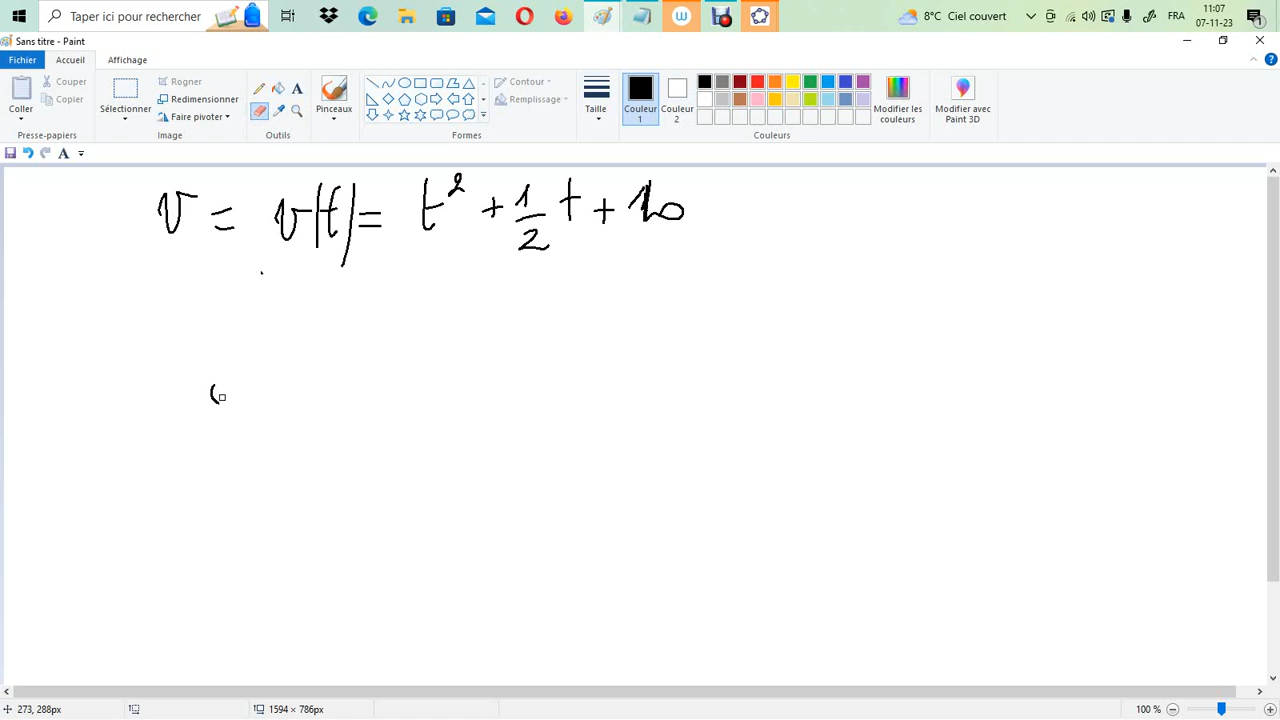 Taper ici pour rechercher 8°C Ciel couvert FRA 11:07 07-11-23 1
Sans titre - Paint
Fichier Accueil Affichage
Coller Couper Copier Sélectionner Rogner Redimensionner Faire pivoter A Pinceaux Contour Remplissage Taille Couleur 1 Couleur 2 Modifier les couleurs Modifier avec Paint 3D
Presse-papiers Image Outils Formes Couleurs
A
v = v(t) = t² + 1/2 t + 10
(
273, 288px 1594 × 786px 100 %